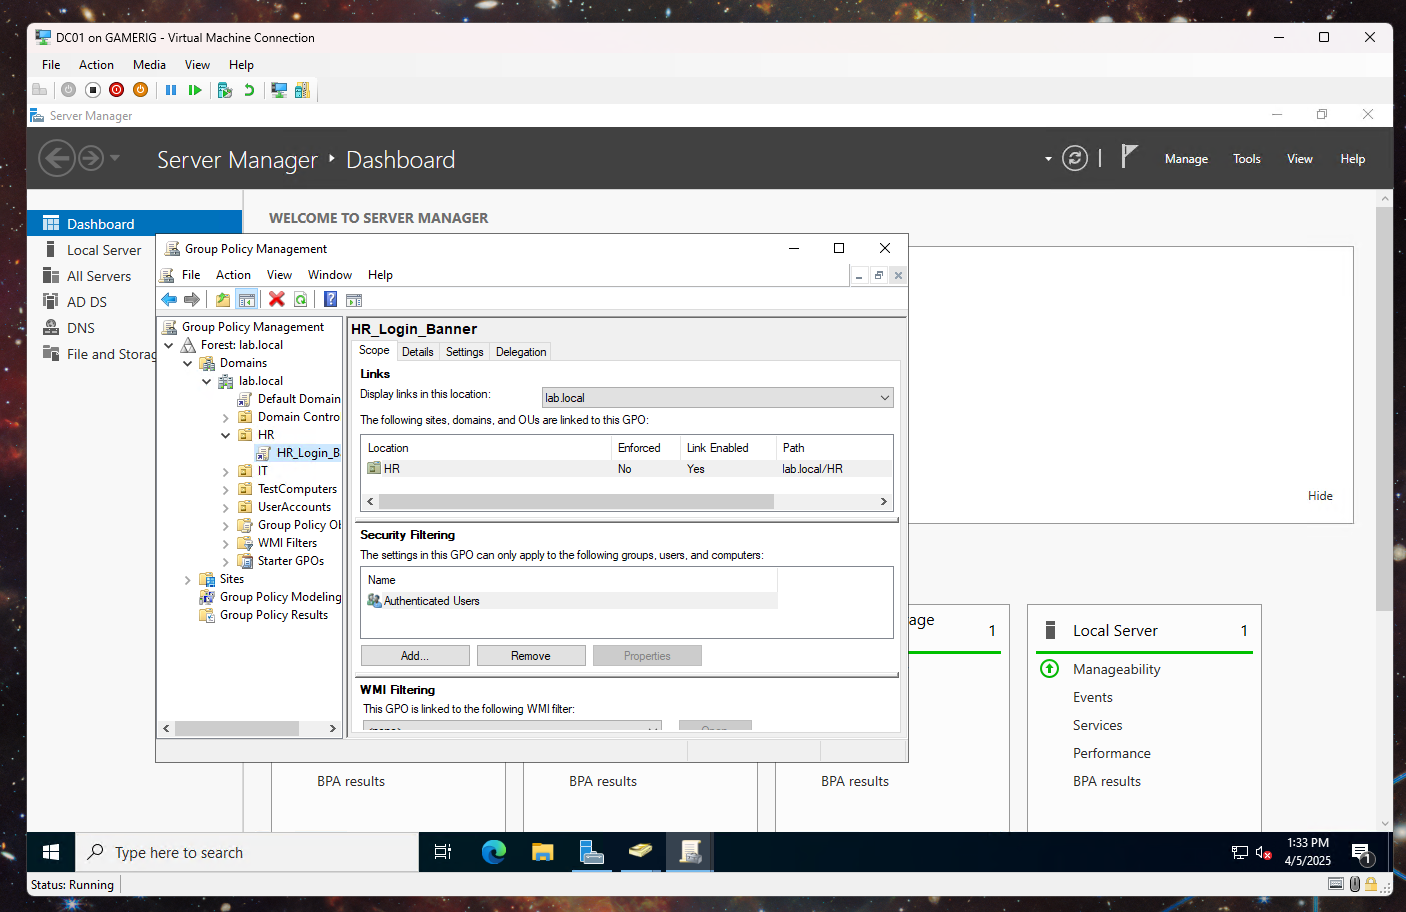 DC01 on GAMERIG - Virtual Machine Connection
File Action Media View Help
Server Manager
Server Manager ‣ Dashboard
Manage Tools View Help
Dashboard
Local Server
All Servers
AD DS
DNS
File and Storag
WELCOME TO SERVER MANAGER
Group Policy Management
File Action View Window Help
Group Policy Management
Forest: lab.local
Domains
lab.local
Default Domain
Domain Contro
HR
HR_Login_B
IT
TestComputers
UserAccounts
Group Policy Ob
WMI Filters
Starter GPOs
Sites
Group Policy Modeling
Group Policy Results
HR_Login_Banner
Scope Details Settings Delegation
Links
Display links in this location: lab.local
The following sites, domains, and OUs are linked to this GPO:
Location Enforced Link Enabled Path
HR No Yes lab.local/HR
Security Filtering
The settings in this GPO can only apply to the following groups, users, and computers:
Name
Authenticated Users
Add... Remove Properties
WMI Filtering
This GPO is linked to the following WMI filter:
<none> Open
Hide
age 1
Local Server 1
Manageability
Events
Services
Performance
BPA results
BPA results
BPA results
BPA results
Type here to search
1:33 PM
4/5/2025
1
Status: Running